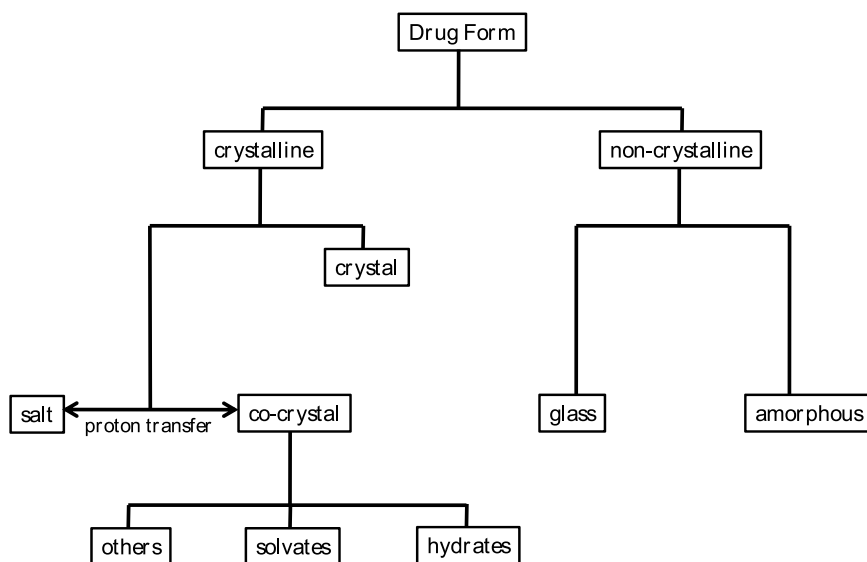 Drug Form
crystalline
non-crystalline
crystal
salt
proton transfer
co-crystal
glass
amorphous
others
solvates
hydrates